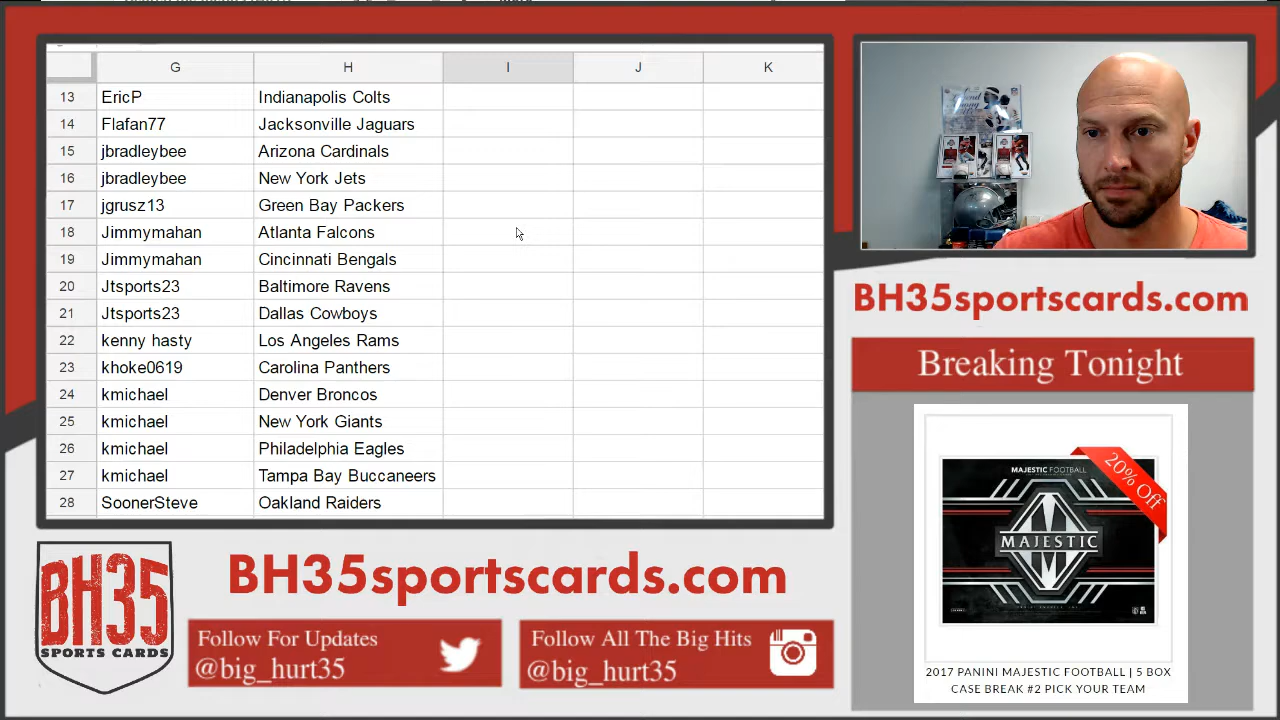 G H I J K
13 EricP Indianapolis Colts
14 Flafan77 Jacksonville Jaguars
15 jbradleybee Arizona Cardinals
16 jbradleybee New York Jets
17 jgrusz13 Green Bay Packers
18 Jimmymahan Atlanta Falcons
19 Jimmymahan Cincinnati Bengals
20 Jtsports23 Baltimore Ravens
21 Jtsports23 Dallas Cowboys
22 kenny hasty Los Angeles Rams
23 khoke0619 Carolina Panthers
24 kmichael Denver Broncos
25 kmichael New York Giants
26 kmichael Philadelphia Eagles
27 kmichael Tampa Bay Buccaneers
28 SoonerSteve Oakland Raiders
BH35sportscards.com
Breaking Tonight
20% Off
MAJESTIC FOOTBALL
MAJESTIC
2017 PANINI MAJESTIC FOOTBALL | 5 BOX
CASE BREAK #2 PICK YOUR TEAM
BH35
SPORTS CARDS
BH35sportscards.com
Follow For Updates
@big_hurt35
Follow All The Big Hits
@big_hurt35